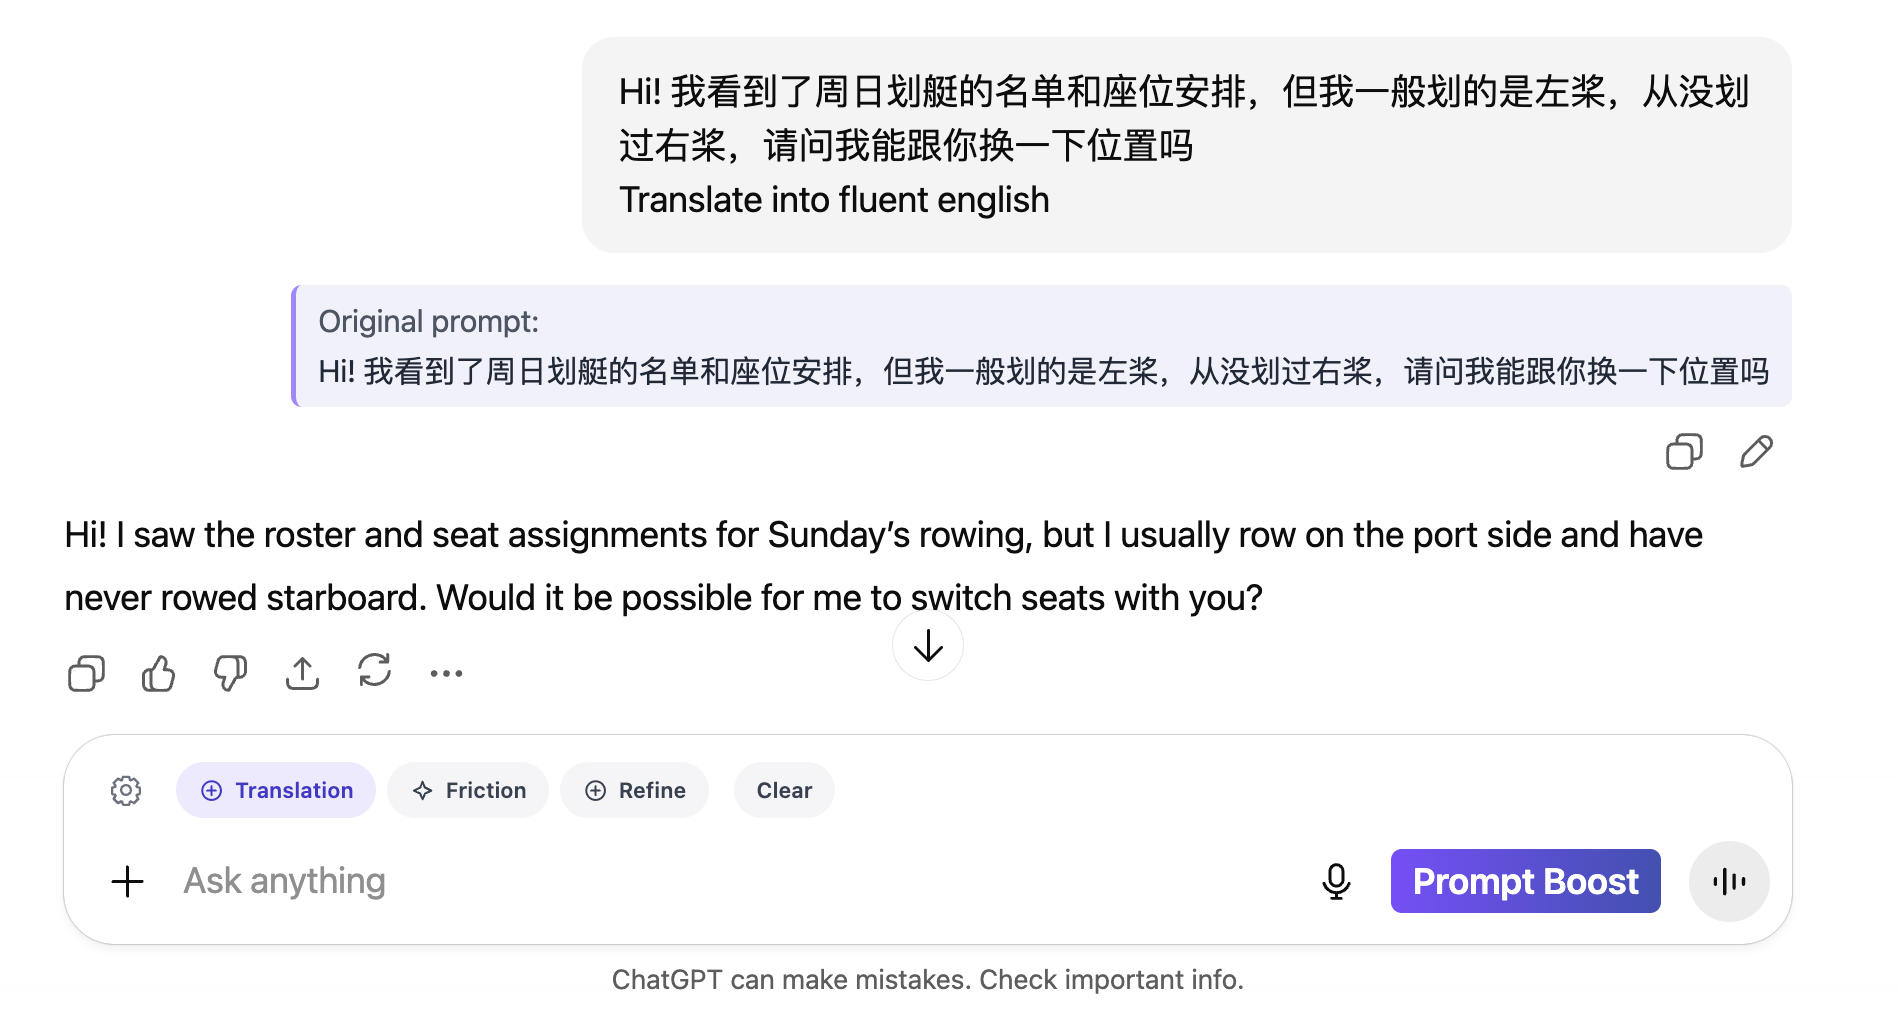 Hi! 我看到了周日划艇的名单和座位安排，但我一般划的是左桨，从没划
过右桨，请问我能跟你换一下位置吗
Translate into fluent english
Original prompt:
Hi! 我看到了周日划艇的名单和座位安排，但我一般划的是左桨，从没划过右桨，请问我能跟你换一下位置吗
Hi! I saw the roster and seat assignments for Sunday’s rowing, but I usually row on the port side and have
never rowed starboard. Would it be possible for me to switch seats with you?
Translation Friction Refine Clear
Ask anything Prompt Boost
ChatGPT can make mistakes. Check important info.